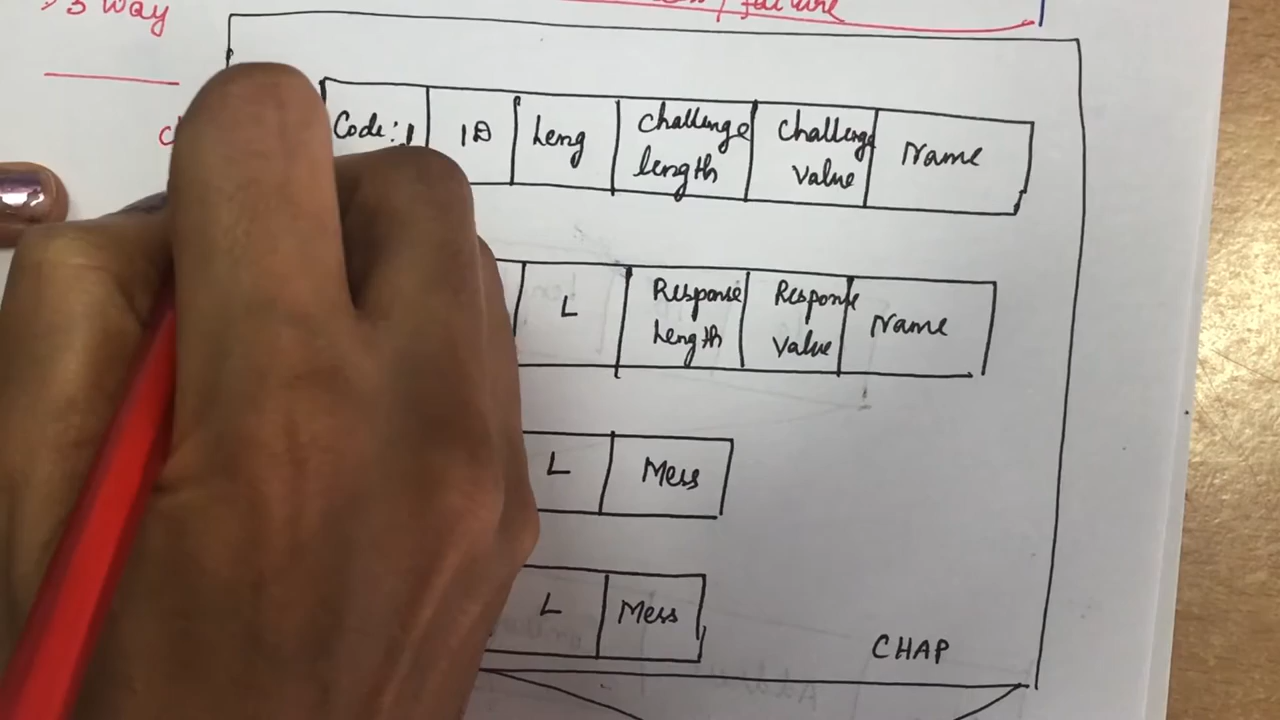 3 Way
/ failure
Code: 1 ID Leng Challenge length Challenge Value Name
L Response Length Response Value Name
L Mess
L Mess
CHAP